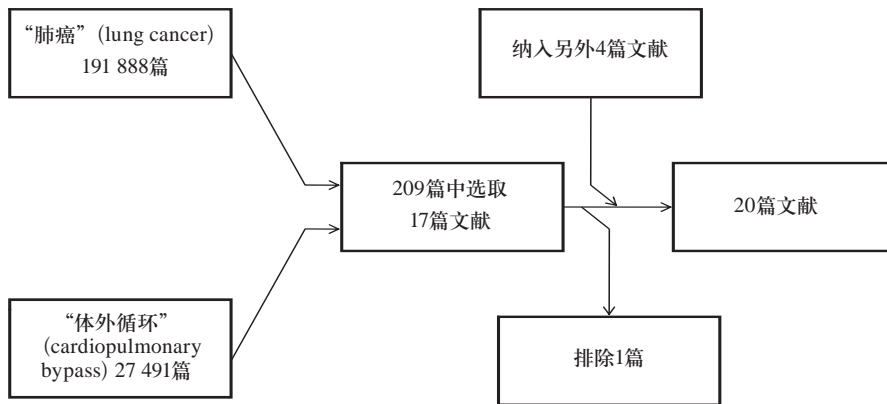 “肺癌”(lung cancer)
191 888篇
纳入另外4篇文献
209篇中选取
17篇文献
20篇文献
“体外循环”
(cardiopulmonary
bypass) 27 491篇
排除1篇